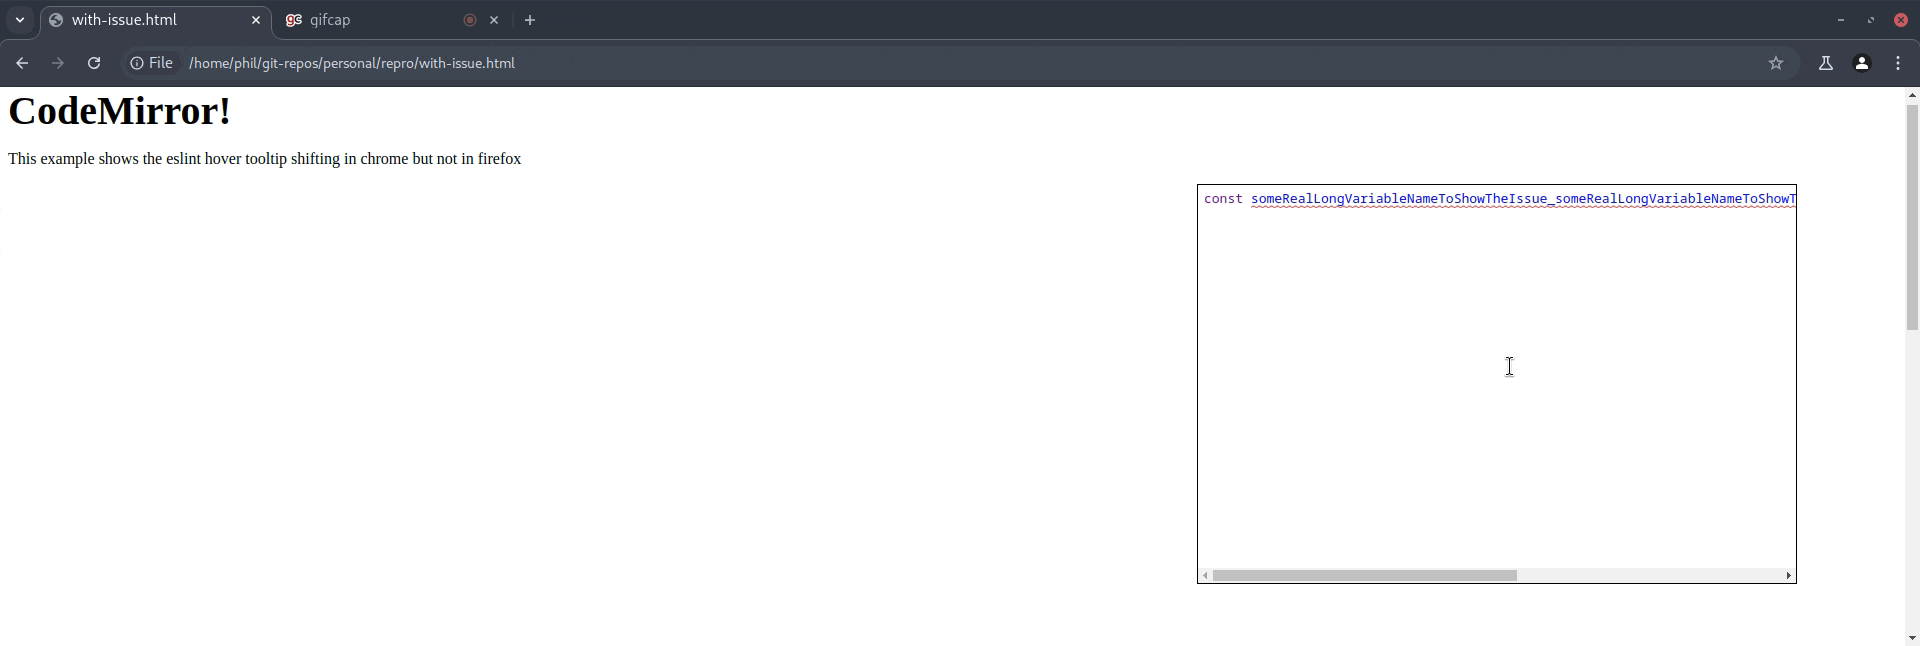 with-issue.html
gc gifcap
File /home/phil/git-repos/personal/repro/with-issue.html
CodeMirror!
This example shows the eslint hover tooltip shifting in chrome but not in firefox
const someRealLongVariableNameToShowTheIssue_someRealLongVariableNameToShowT